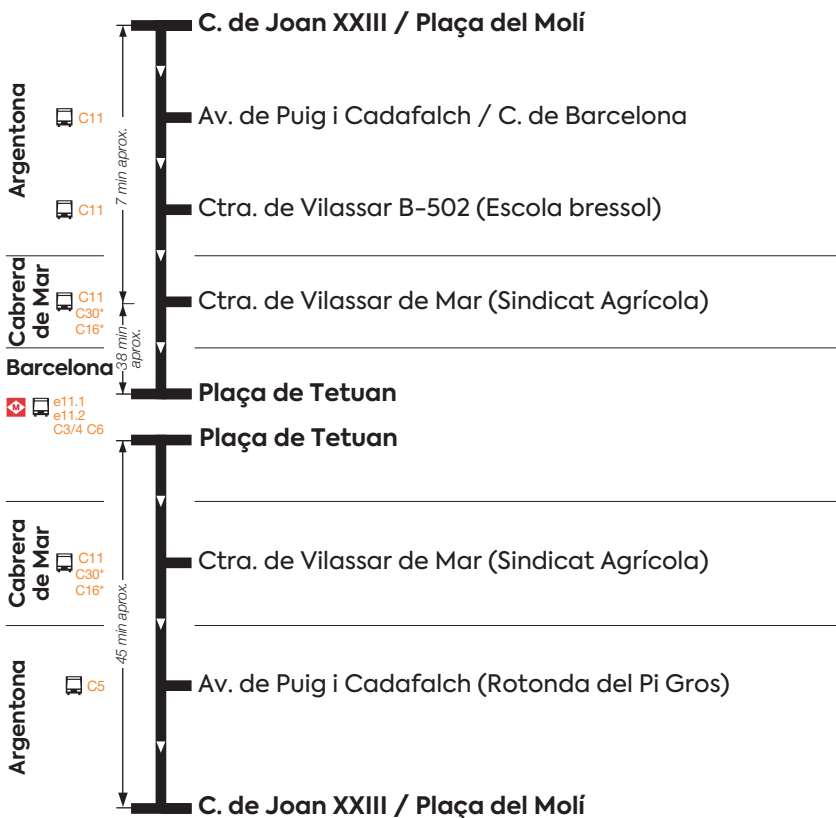 C. de Joan XXIII / Plaça del Molí
Argentona
C11
Av. de Puig i Cadafalch / C. de Barcelona
7 min aprox.
C11
Ctra. de Vilassar B-502 (Escola bressol)
Cabrera
de Mar
C11
C30*
C16*
Ctra. de Vilassar de Mar (Sindicat Agrícola)
38 min
aprox.
Barcelona
M
e11.1
e11.2
C3/4 C6
Plaça de Tetuan
Plaça de Tetuan
Cabrera
de Mar
C11
C30*
C16*
Ctra. de Vilassar de Mar (Sindicat Agrícola)
45 min aprox.
Argentona
C5
Av. de Puig i Cadafalch (Rotonda del Pi Gros)
C. de Joan XXIII / Plaça del Molí